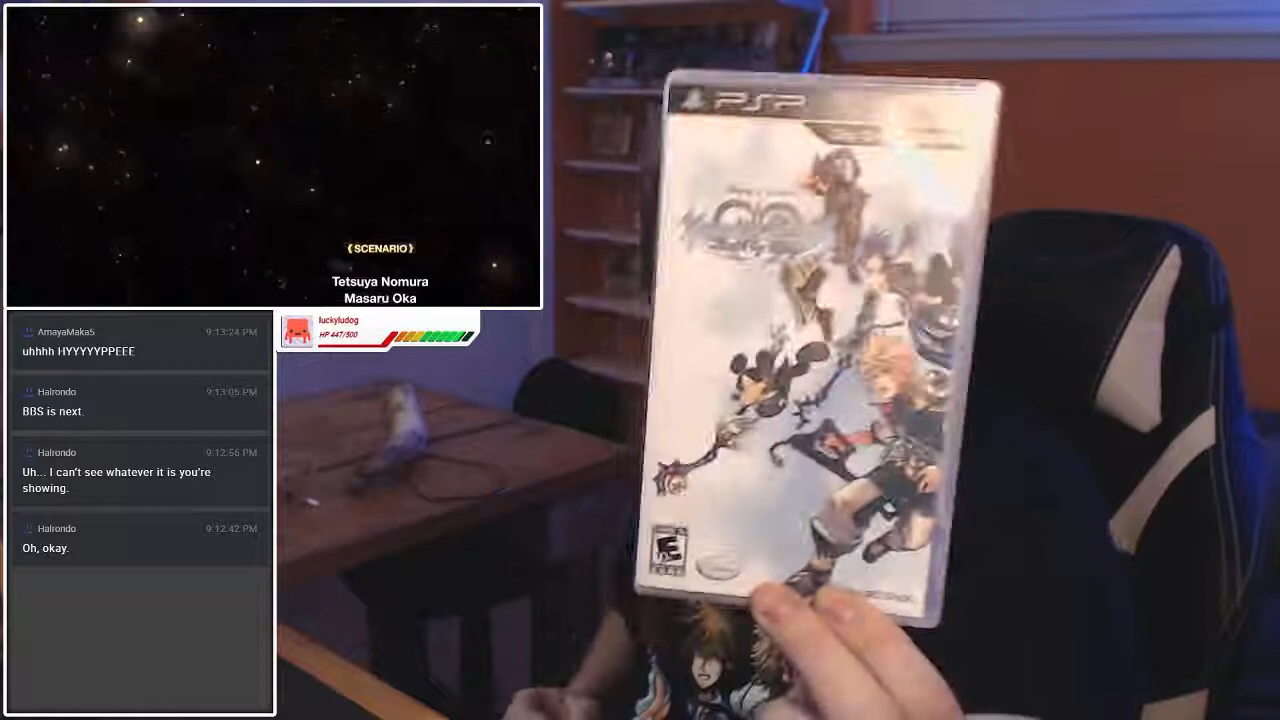 《SCENARIO》
Tetsuya Nomura
Masaru Oka
AmayaMaka5 9:13:24 PM
uhhhh HYYYYYPPEEE
Halrondo 9:13:05 PM
BBS is next.
Halrondo 9:12:56 PM
Uh... I can't see whatever it is you're
showing.
Halrondo 9:12:42 PM
Oh, okay.
luckyludog
HP 447/500
PSP
E